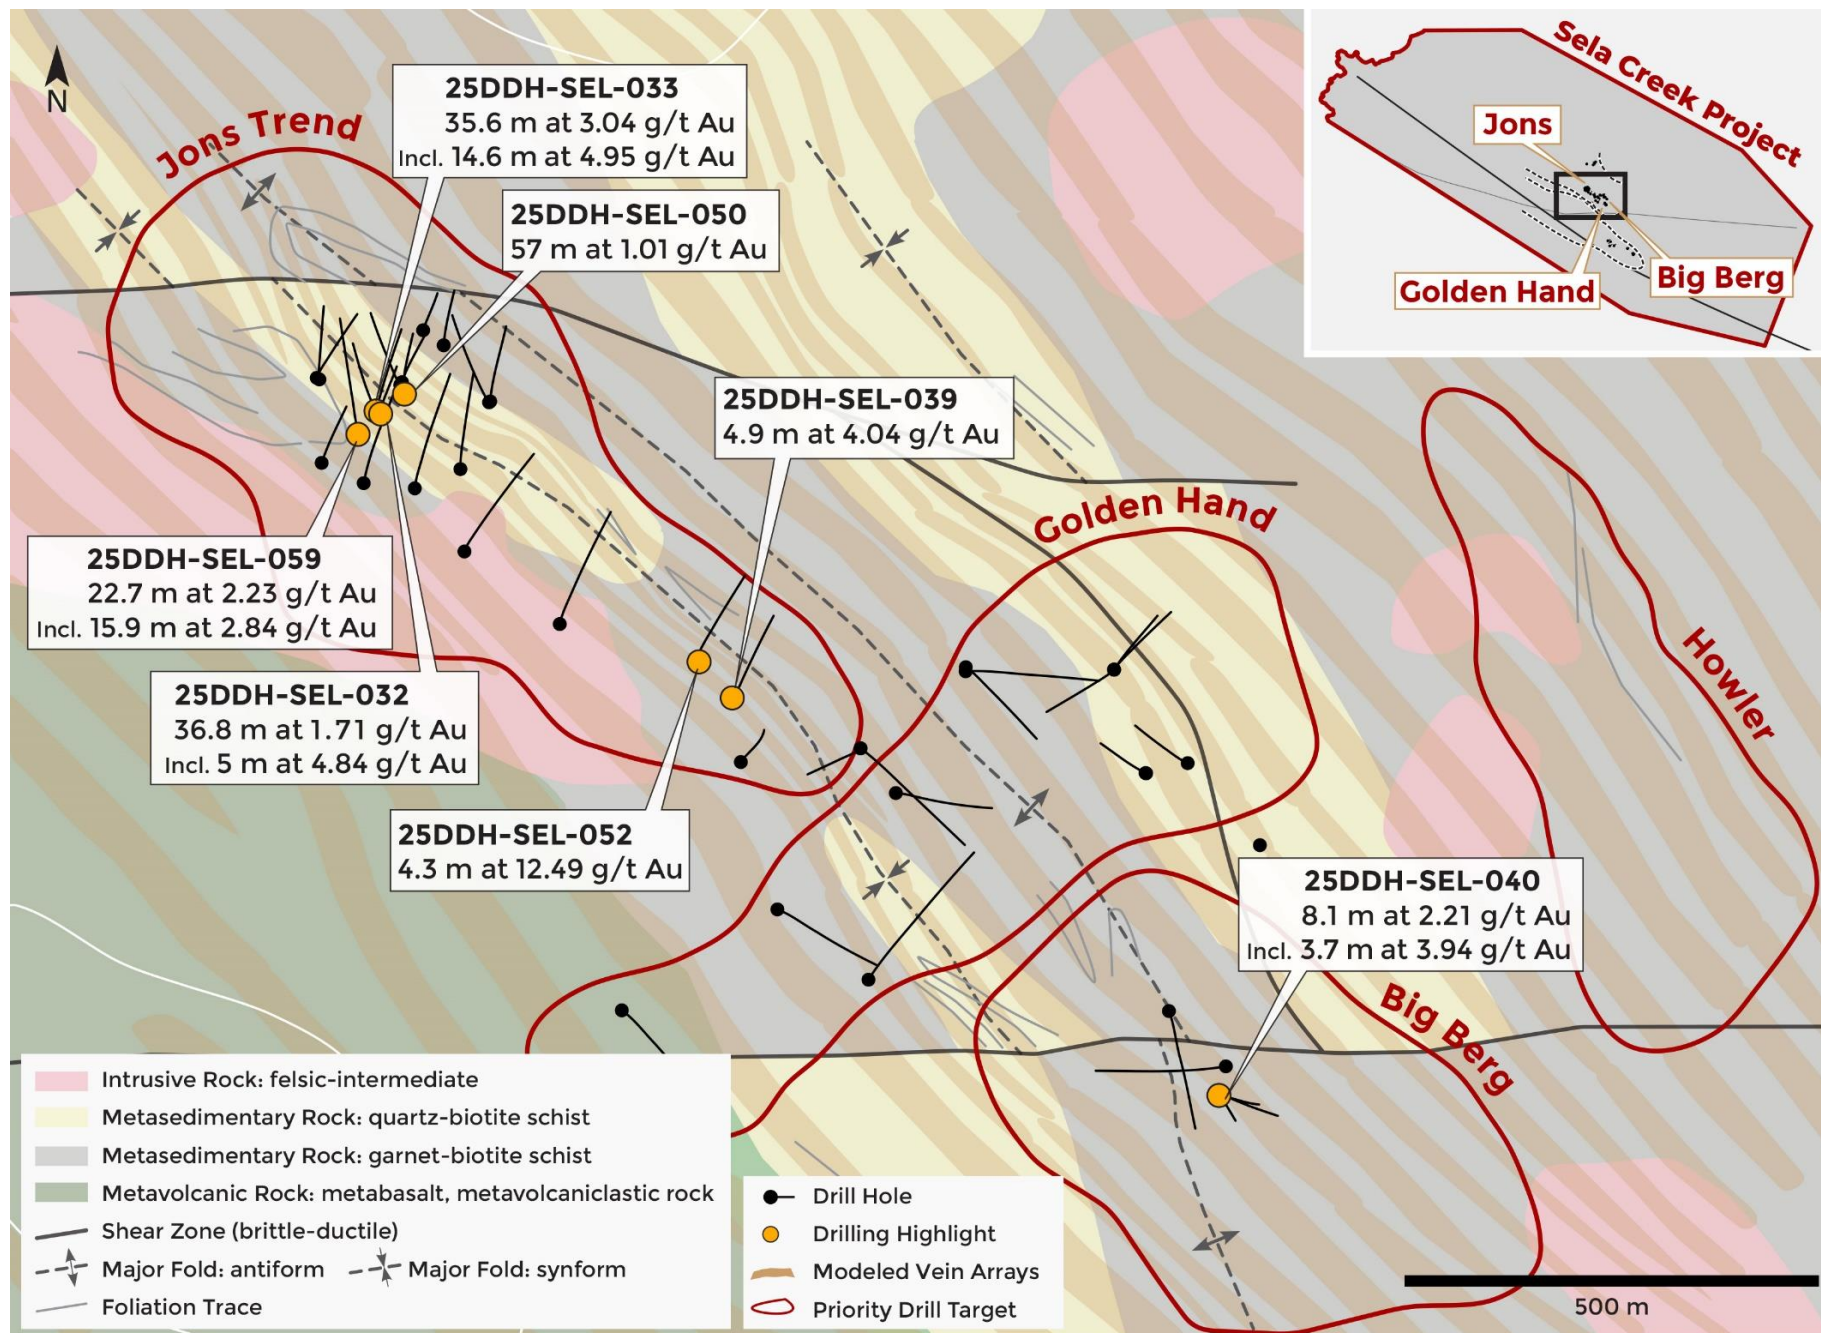 N
Jons Trend
25DDH-SEL-033
35.6 m at 3.04 g/t Au
Incl. 14.6 m at 4.95 g/t Au
25DDH-SEL-050
57 m at 1.01 g/t Au
Sela Creek Project
Jons
Golden Hand
Big Berg
25DDH-SEL-039
4.9 m at 4.04 g/t Au
Golden Hand
25DDH-SEL-059
22.7 m at 2.23 g/t Au
Incl. 15.9 m at 2.84 g/t Au
Howler
25DDH-SEL-032
36.8 m at 1.71 g/t Au
Incl. 5 m at 4.84 g/t Au
25DDH-SEL-052
4.3 m at 12.49 g/t Au
25DDH-SEL-040
8.1 m at 2.21 g/t Au
Incl. 3.7 m at 3.94 g/t Au
Big Berg
Intrusive Rock: felsic-intermediate
Metasedimentary Rock: quartz-biotite schist
Metasedimentary Rock: garnet-biotite schist
Metavolcanic Rock: metabasalt, metavolcaniclastic rock
Shear Zone (brittle-ductile)
Major Fold: antiform
Major Fold: synform
Foliation Trace
Drill Hole
Drilling Highlight
Modeled Vein Arrays
Priority Drill Target
500 m